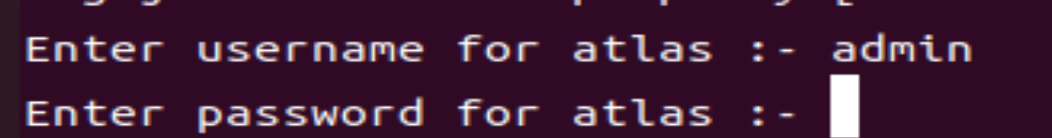 Enter username for atlas :- admin
Enter password for atlas :-